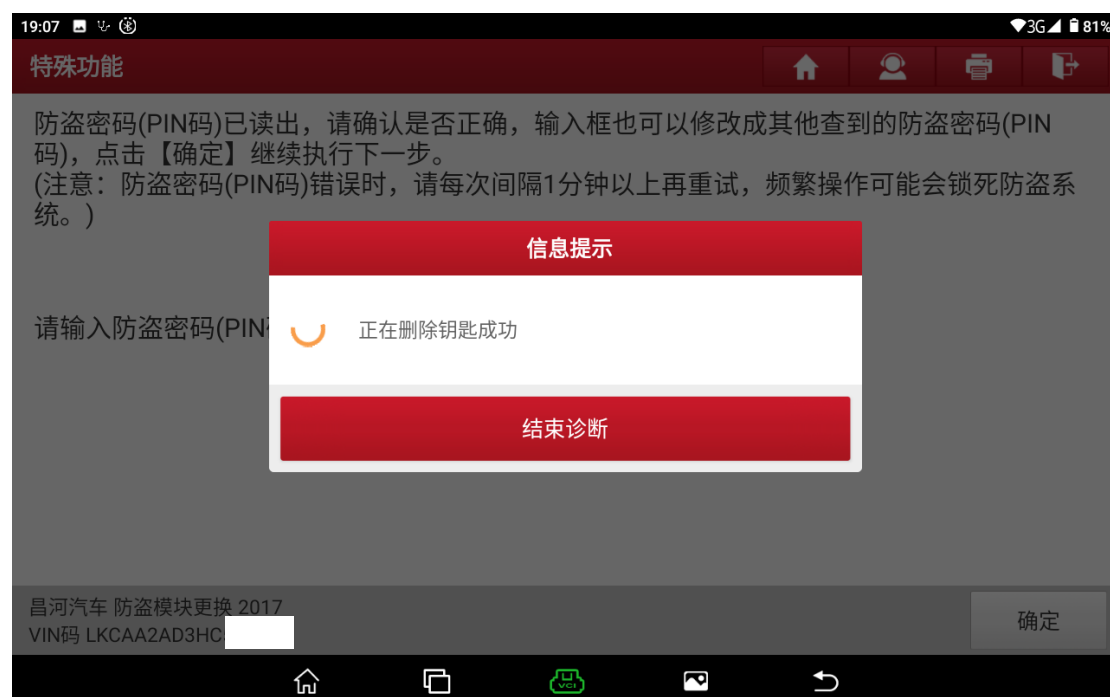 19:07
3G
81%
特殊功能
防盗密码(PIN码)已读出，请确认是否正确，输入框也可以修改成其他查到的防盗密码(PIN
码)，点击【确定】继续执行下一步。
(注意：防盗密码(PIN码)错误时，请每次间隔1分钟以上再重试，频繁操作可能会锁死防盗系
统。)
信息提示
请输入防盗密码(PIN
正在删除钥匙成功
结束诊断
昌河汽车 防盗模块更换 2017
VIN码 LKCAA2AD3HC
确定
VCI